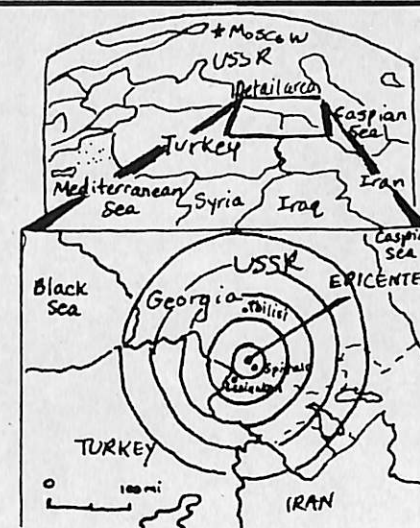 * Moscow
USSR
Detail area
Caspian
Sea
Turkey
Mediterranean
Sea
Syria
Iraq
Iran
Caspian
sea
USSR
EPICENTER
Black
Sea
Georgia
Tbilisi
Spitak
TURKEY
0
100 mi
IRAN